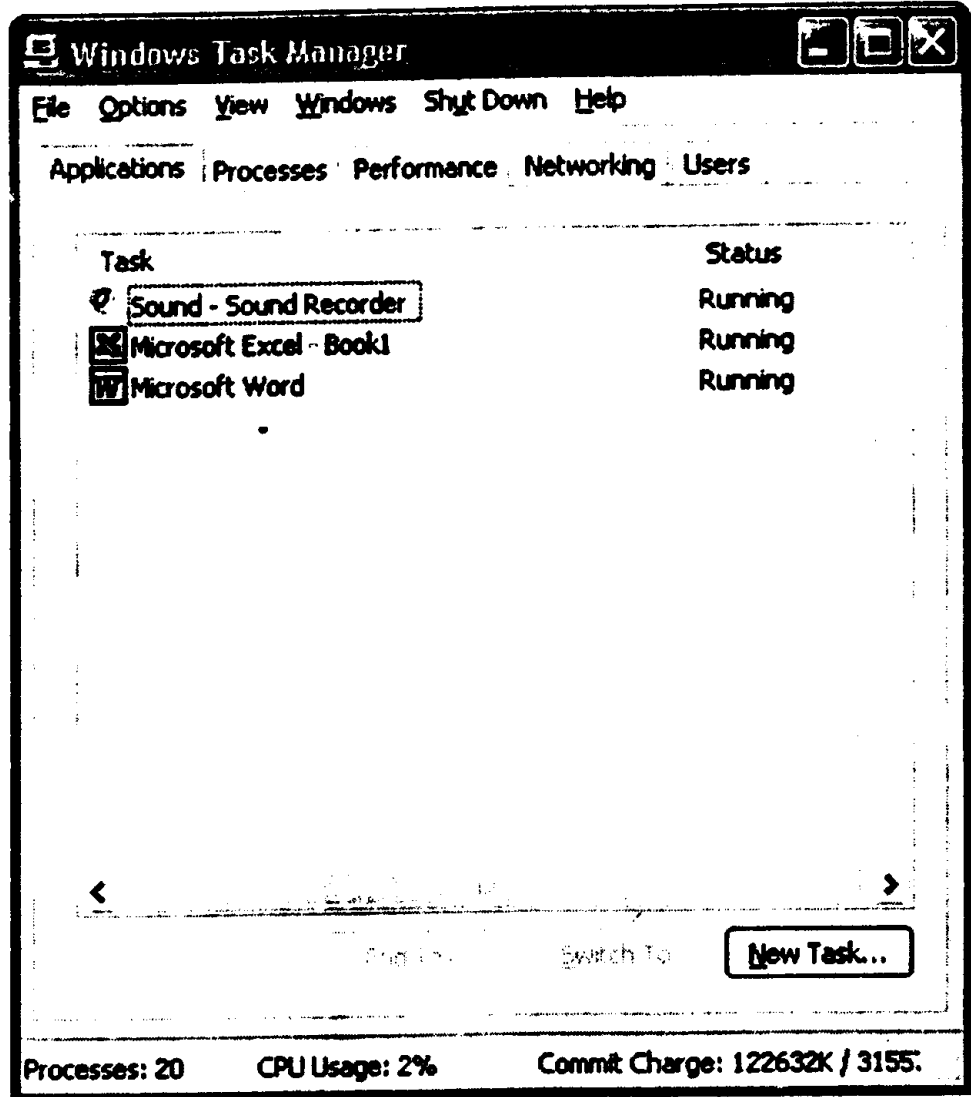 Windows Task Manager
File Options View Windows Shut Down Help
Applications Processes Performance Networking Users
Task Status
Sound - Sound Recorder Running
Microsoft Excel - Book1 Running
Microsoft Word Running
Switch To New Task...
Processes: 20 CPU Usage: 2% Commit Charge: 122632K / 3155